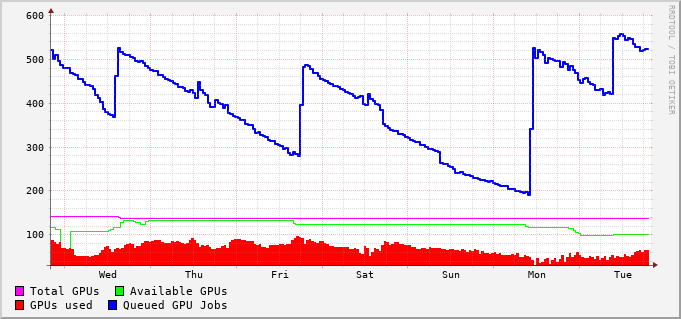 600
500
400
300
200
100
Wed Thu Fri Sat Sun Mon Tue
Total GPUs Available GPUs
GPUs used Queued GPU Jobs
RRDTOOL / TOBI OETIKER